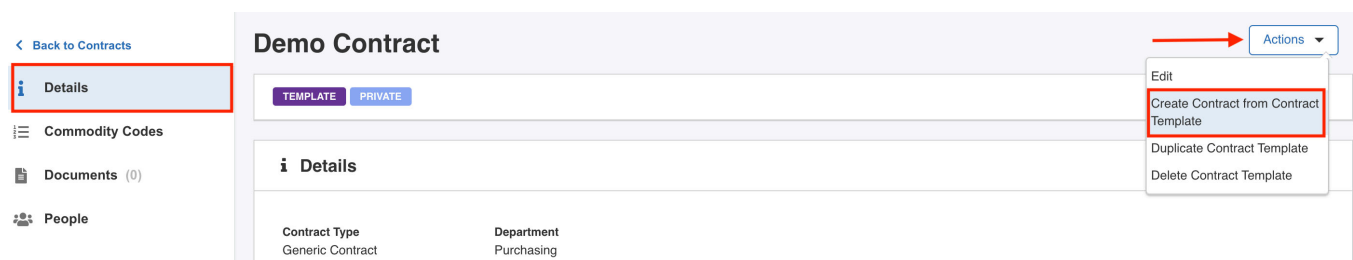 Back to Contracts
Details
Commodity Codes
Documents (0)
People
Demo Contract
Actions
TEMPLATE PRIVATE
Edit
Create Contract from Contract
Template
Duplicate Contract Template
Delete Contract Template
Details
Contract Type Department
Generic Contract Purchasing